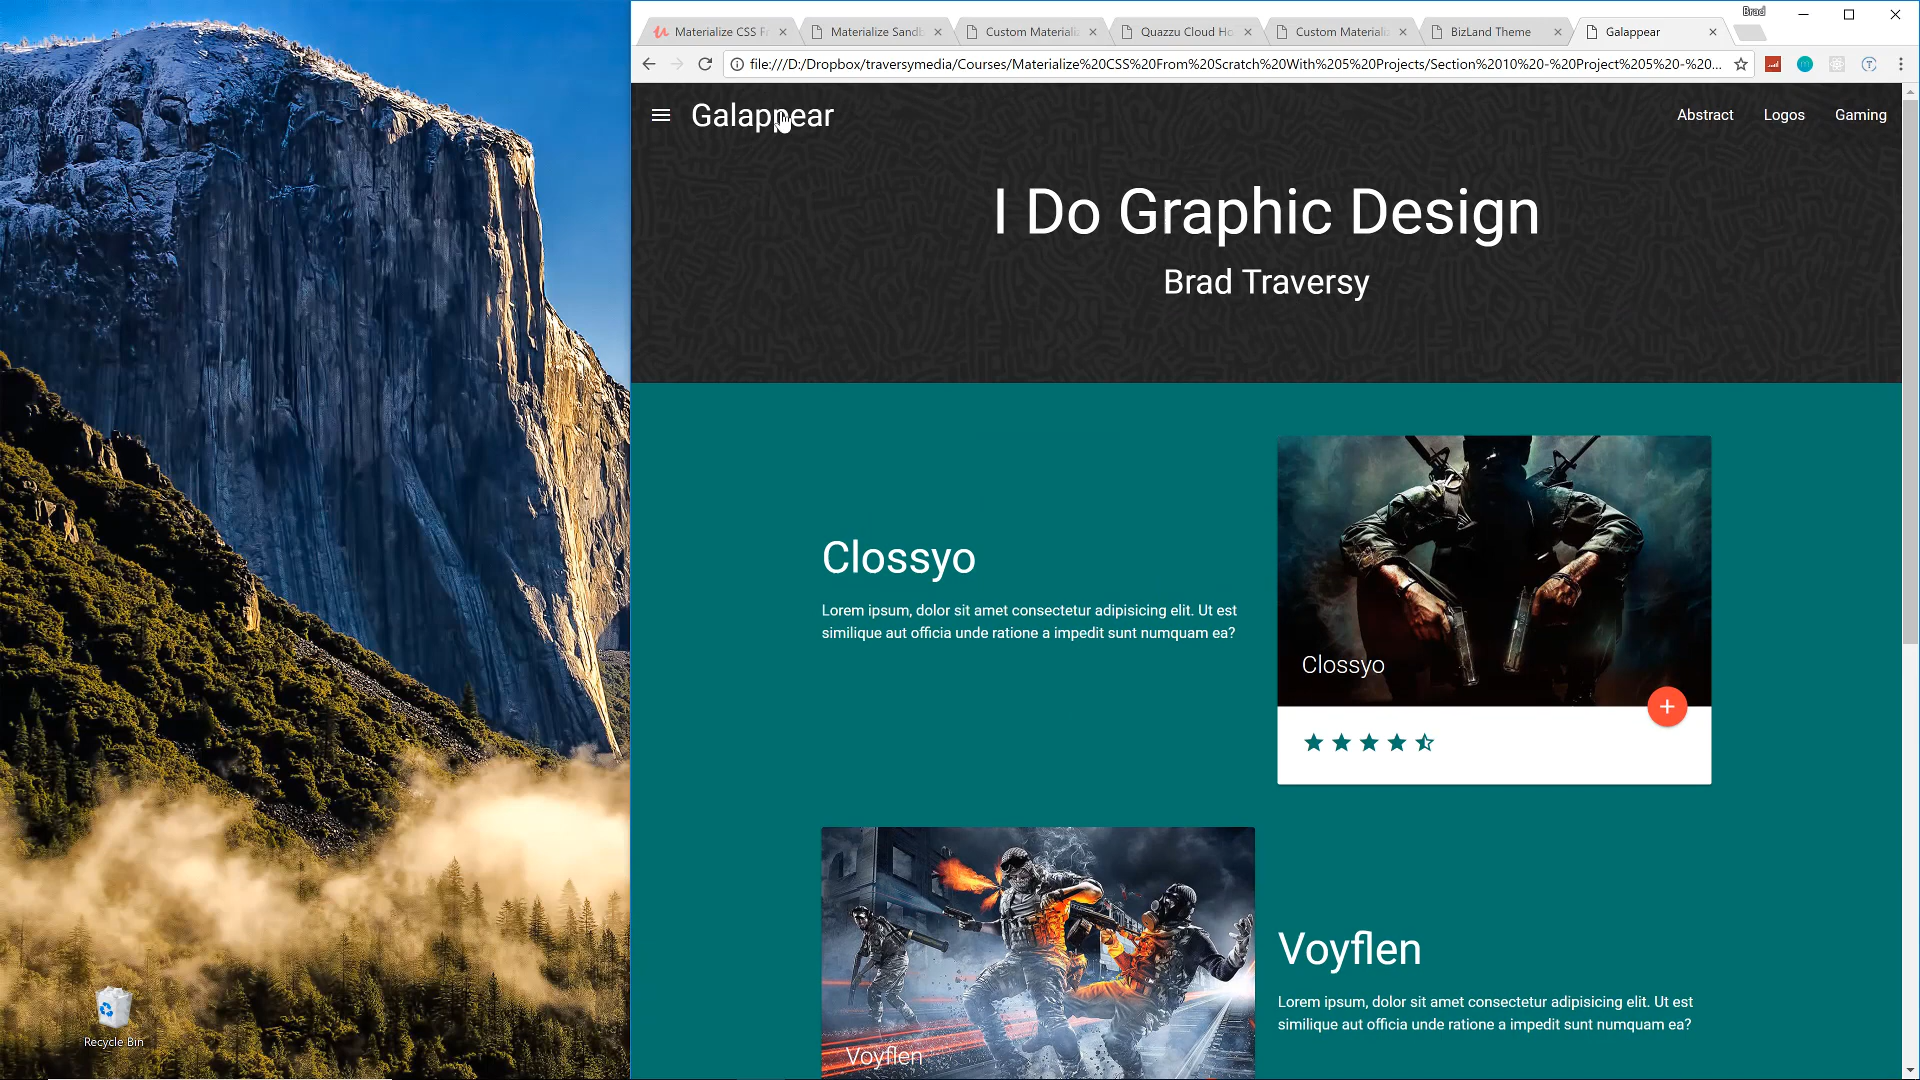 Brad
Materialize CSS F
Materialize Sand
Custom Materiali
Quazzu Cloud Ho
Custom Materiali
BizLand Theme
Galappear
file:///D:/Dropbox/traversymedia/Courses/Materialize%20CSS%20From%20Scratch%20With%205%20Projects/Section%2010%20-%20Project%205%20-%20...
Galappear
Abstract
Logos
Gaming
I Do Graphic Design
Brad Traversy
Clossyo
Lorem ipsum, dolor sit amet consectetur adipisicing elit. Ut est
similique aut officia unde ratione a impedit sunt numquam ea?
Clossyo
Voyflen
Lorem ipsum, dolor sit amet consectetur adipisicing elit. Ut est
similique aut officia unde ratione a impedit sunt numquam ea?
Voyflen
Recycle Bin